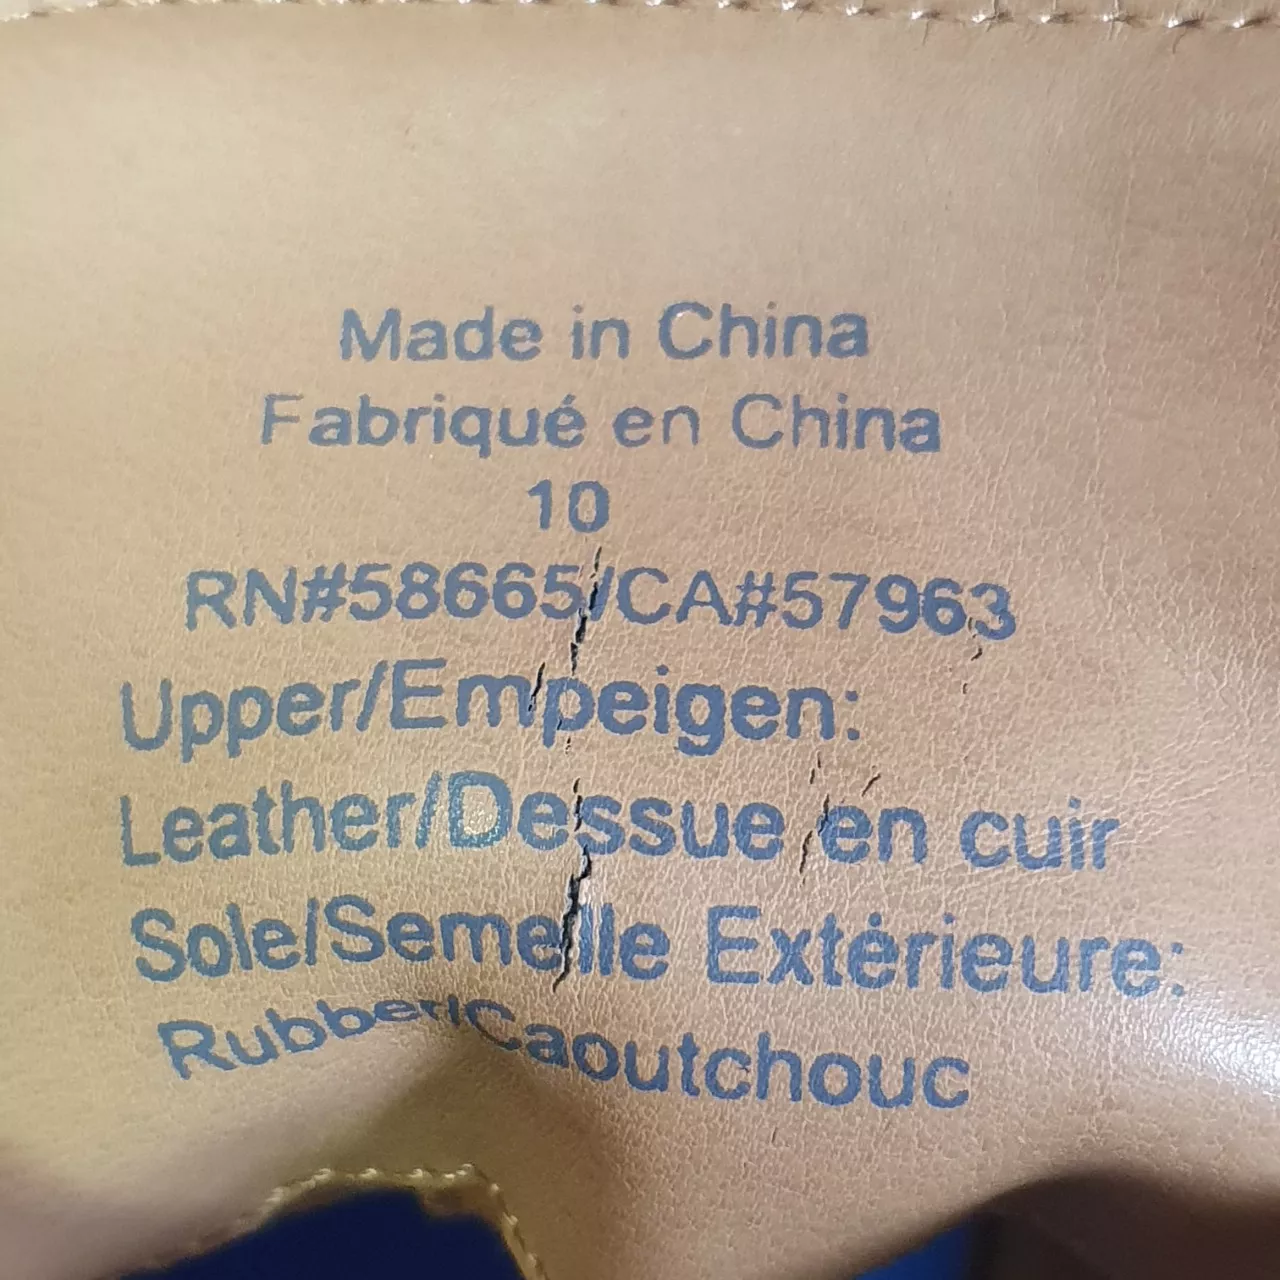 Made in China
Fabriqué en China
10
RN#58665/CA#57963
Upper/Empeigen:
Leather/Dessue en cuir
Sole/Semelle Extérieure:
Rubber/Caoutchouc